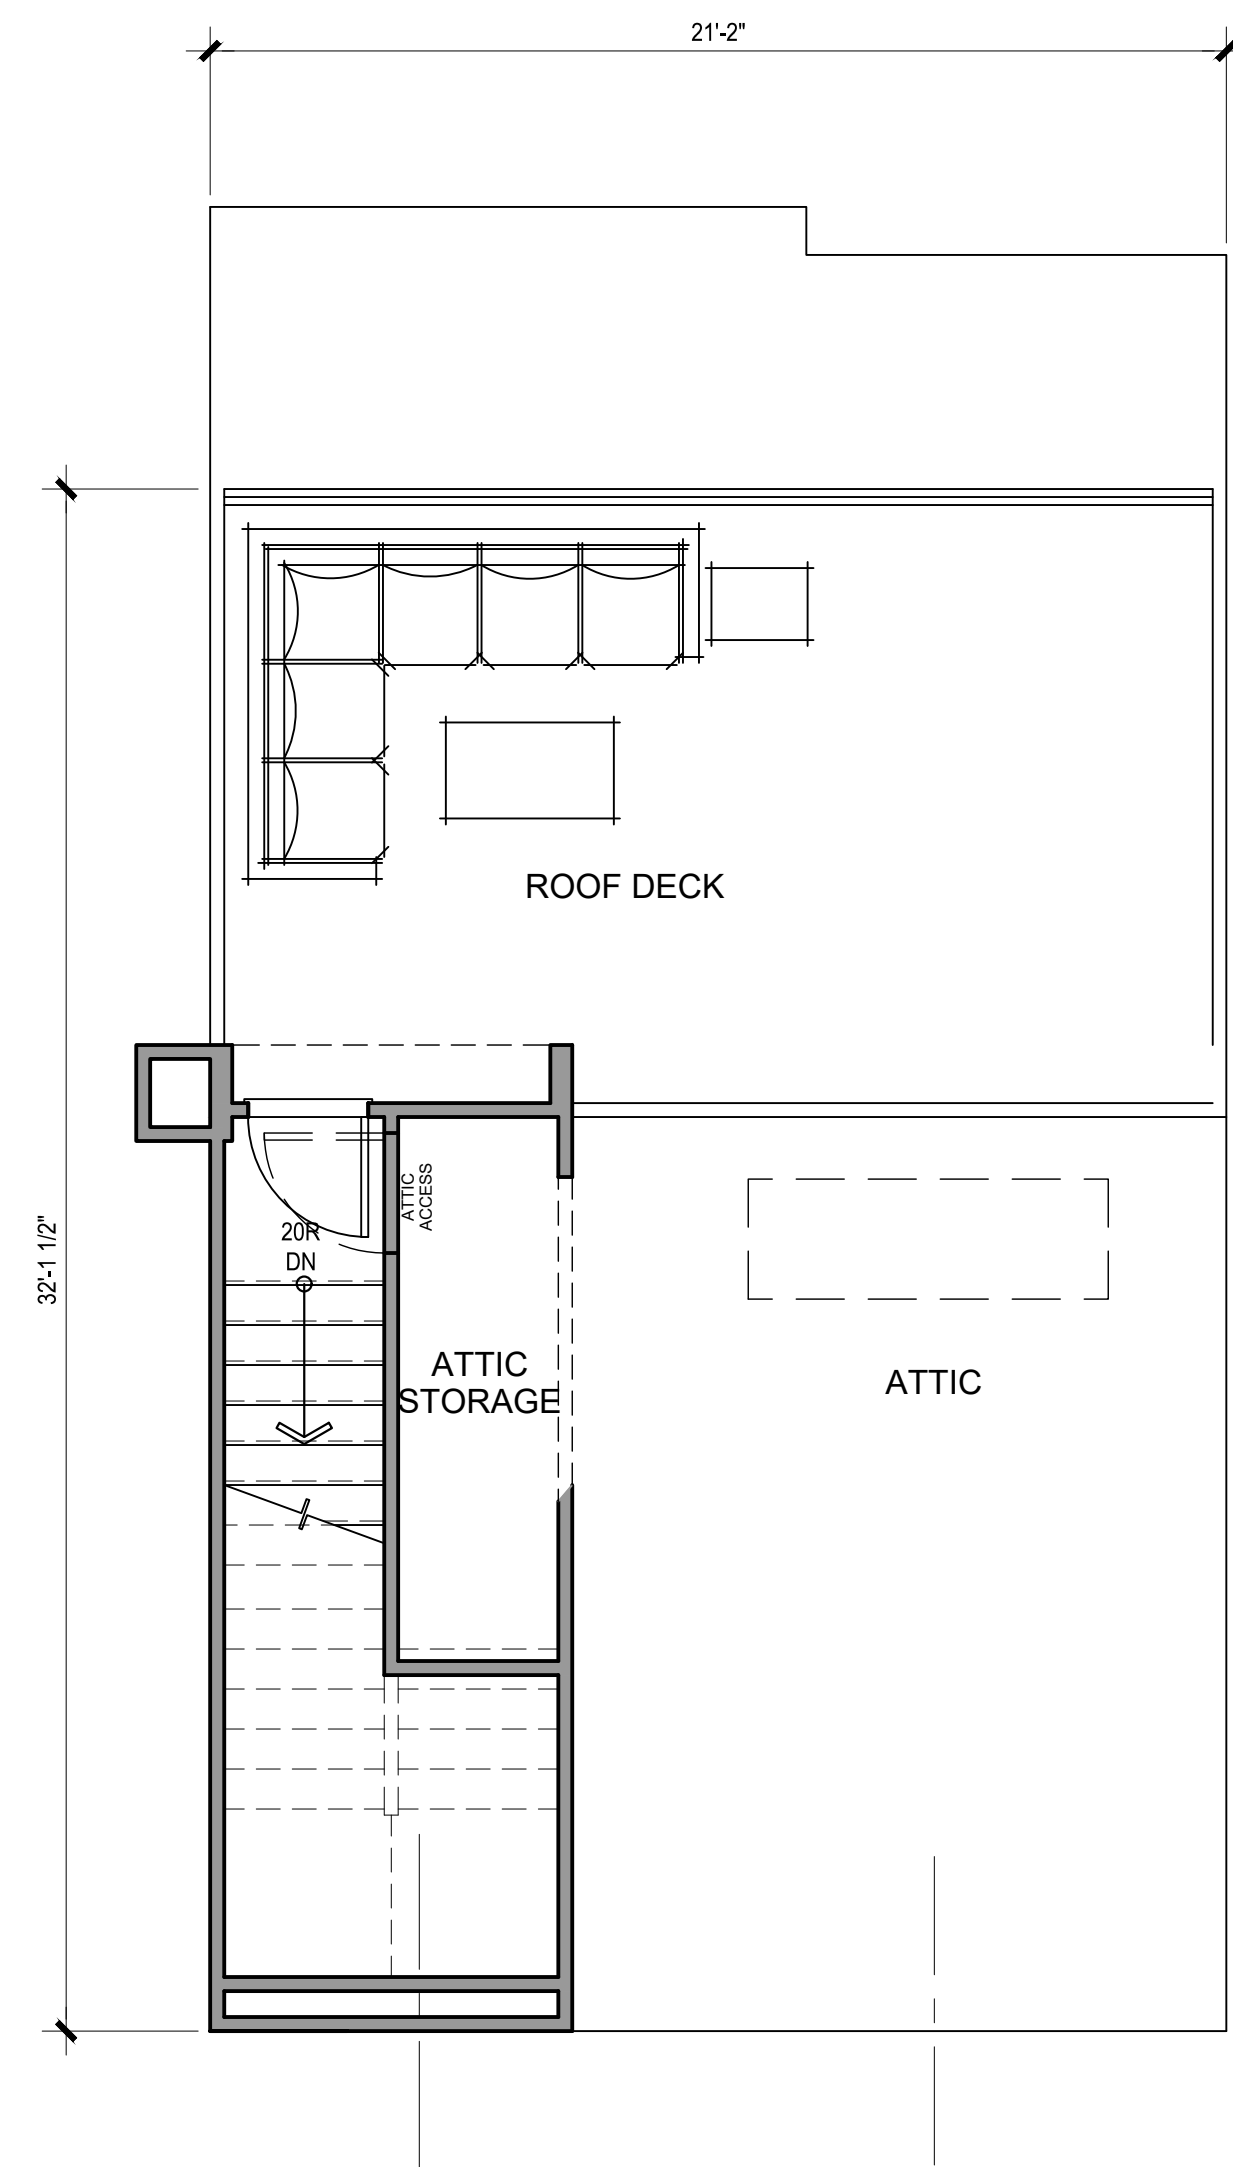 21'-2"
ROOF DECK
32'-1 1/2"
ATTIC
ACCESS
20R
DN
ATTIC
STORAGE
ATTIC